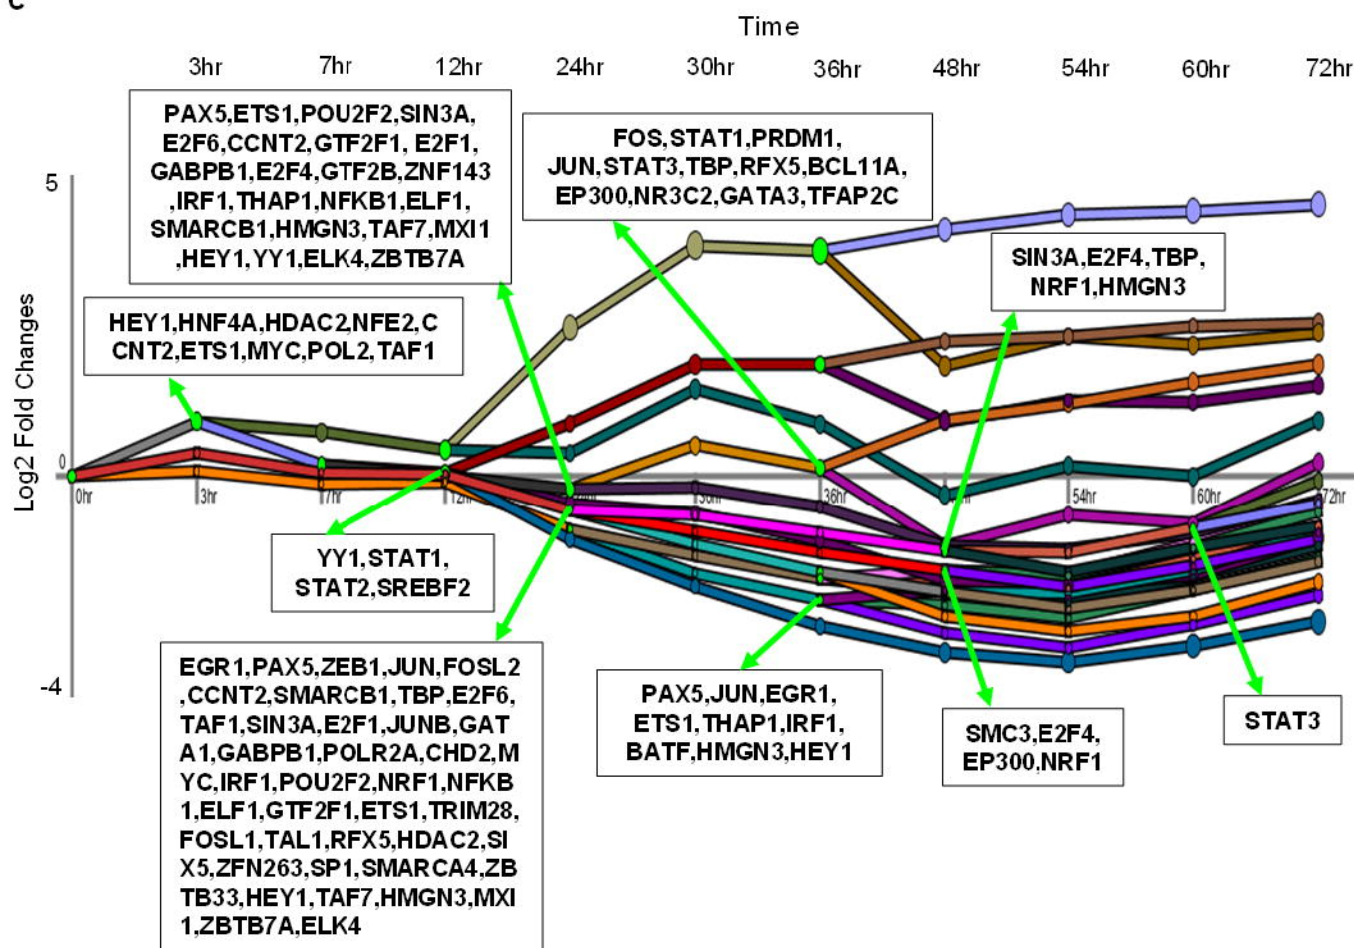 C
Time
3hr 7hr 12hr 24hr 30hr 36hr 48hr 54hr 60hr 72hr
PAX5,ETS1,POU2F2,SIN3A,
E2F6,CCNT2,GTF2F1, E2F1,
GABPB1,E2F4,GTF2B,ZNF143
,IRF1,THAP1,NFKB1,ELF1,
SMARCB1,HMGN3,TAF7,MXI1
,HEY1,YY1,ELK4,ZBTB7A
FOS,STAT1,PRDM1,
JUN,STAT3,TBP,RFX5,BCL11A,
EP300,NR3C2,GATA3,TFAP2C
SIN3A,E2F4,TBP,
NRF1,HMGN3
HEY1,HNF4A,HDAC2,NFE2,C
CNT2,ETS1,MYC,POL2,TAF1
5
0
-4
Log2 Fold Changes
0hr 3hr 7hr 12hr 30hr 36hr 54hr 60hr 72hr
YY1,STAT1,
STAT2,SREBF2
EGR1,PAX5,ZEB1,JUN,FOSL2
,CCNT2,SMARCB1,TBP,E2F6,
TAF1,SIN3A,E2F1,JUNB,GAT
A1,GABPB1,POLR2A,CHD2,M
YC,IRF1,POU2F2,NRF1,NFKB
1,ELF1,GTF2F1,ETS1,TRIM28,
FOSL1,TAL1,RFX5,HDAC2,SI
X5,ZFN263,SP1,SMARCA4,ZB
TB33,HEY1,TAF7,HMGN3,MXI
1,ZBTB7A,ELK4
PAX5,JUN,EGR1,
ETS1,THAP1,IRF1,
BATF,HMGN3,HEY1
SMC3,E2F4,
EP300,NRF1
STAT3